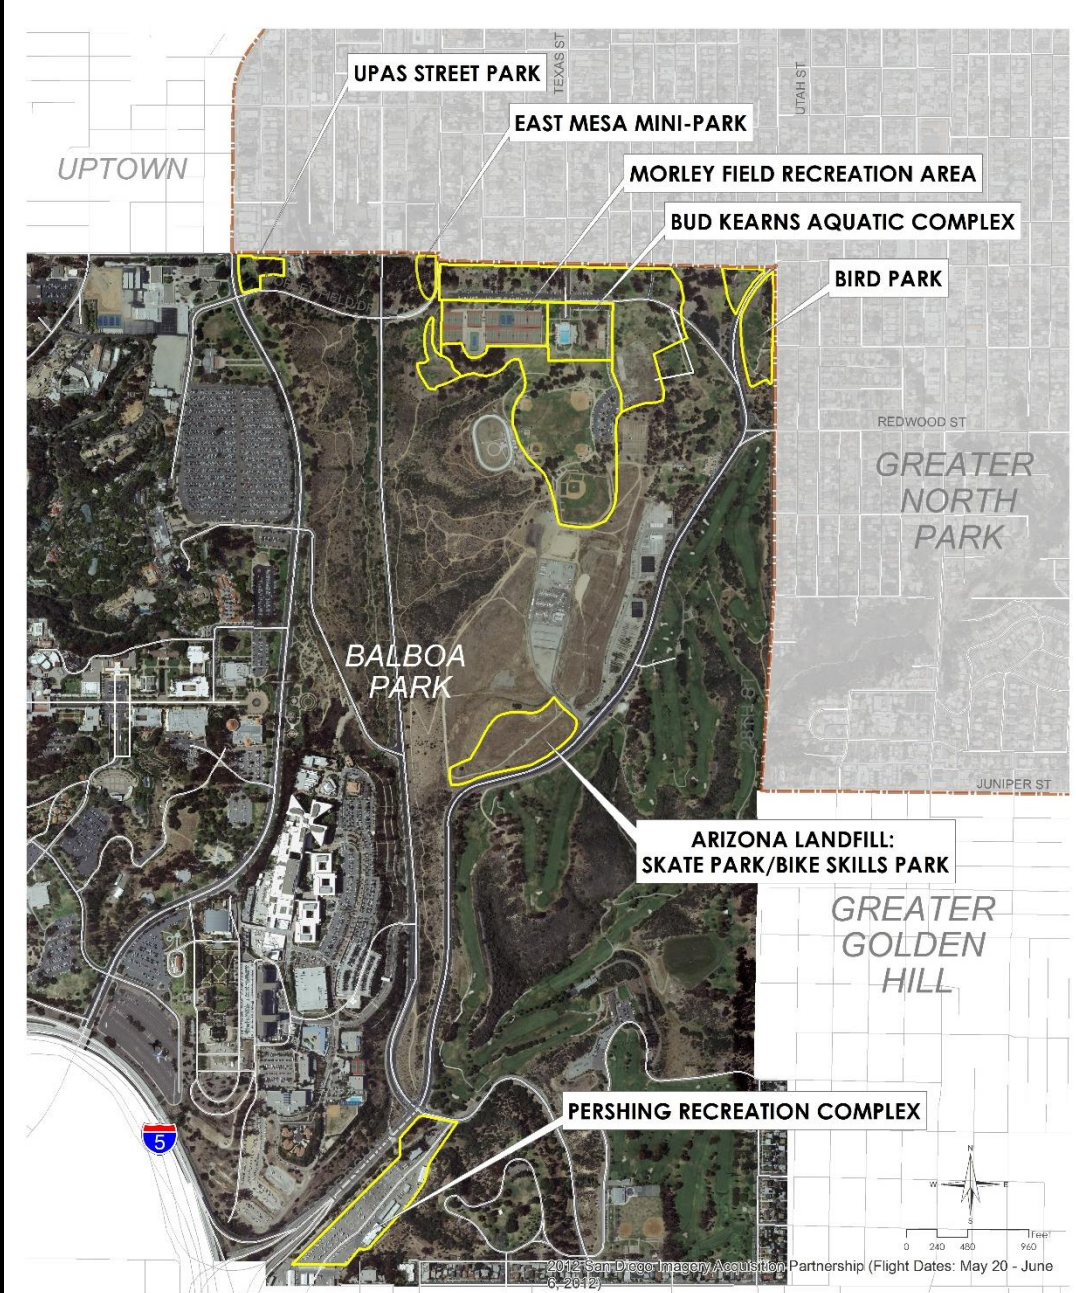 UPAS STREET PARK
TEXAS ST
UTAH ST
EAST MESA MINI-PARK
UPTOWN
MORLEY FIELD RECREATION AREA
BUD KEARNS AQUATIC COMPLEX
BIRD PARK
REDWOOD ST
GREATER
NORTH
PARK
BALBOA
PARK
28TH ST
JUNIPER ST
ARIZONA LANDFILL:
SKATE PARK/BIKE SKILLS PARK
GREATER
GOLDEN
HILL
PERSHING RECREATION COMPLEX
5
N
W E
S
Feet
0 240 480 960
2012 San Diego Imagery Acquisition Partnership (Flight Dates: May 20 - June
6, 2012)